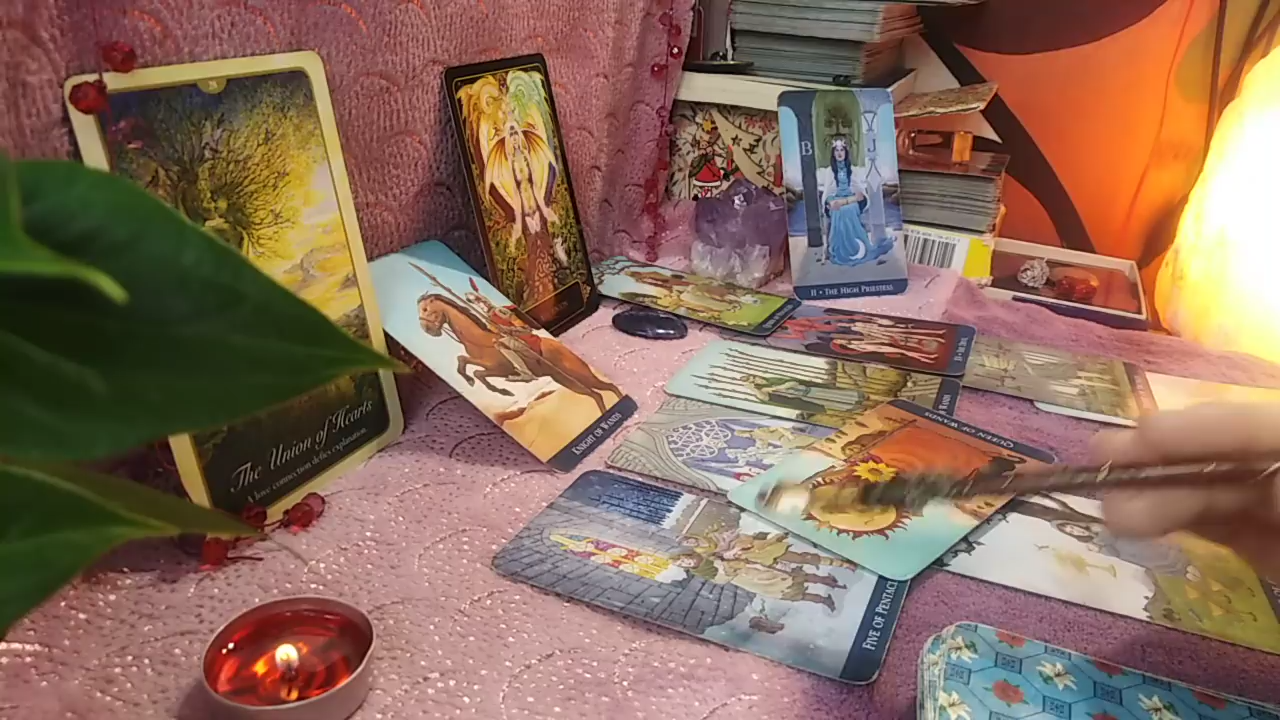 The Union of Hearts
A love connection defies explanation.
KNIGHT OF WANDS
B J
II • THE HIGH PRIESTESS
QUEEN OF WANDS
FIVE OF PENTACL